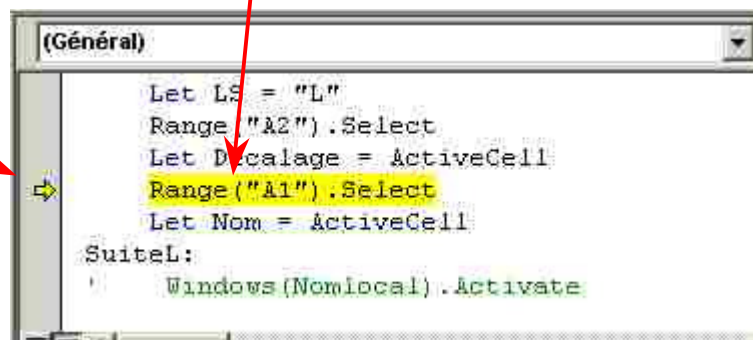 (Général)
Let LS = "L"
Range("A2").Select
Let Decalage = ActiveCell
Range("A1").Select
Let Nom = ActiveCell
SuiteL:
' Windows(Nomlocal).Activate